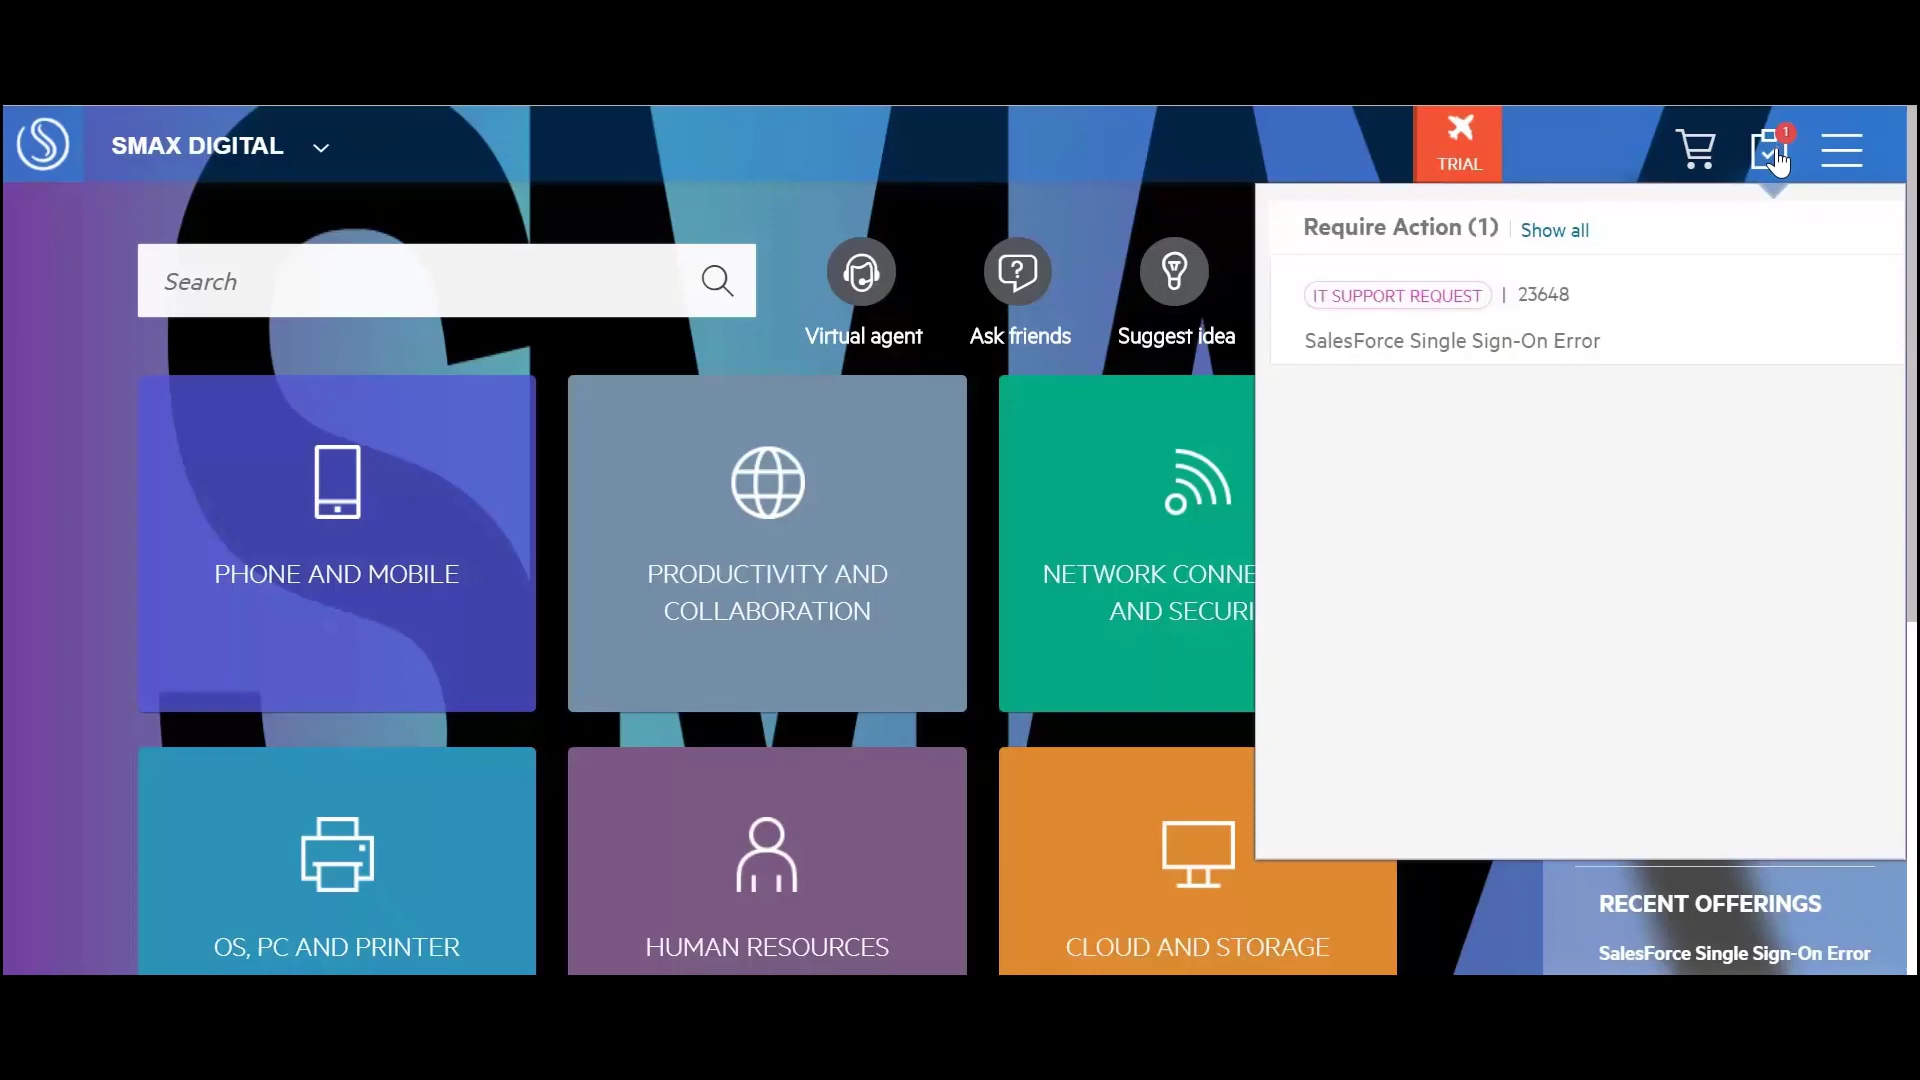 SMAX DIGITAL
TRIAL
1
Search
Virtual agent
Ask friends
Suggest idea
Require Action (1) | Show all
IT SUPPORT REQUEST | 23648
SalesForce Single Sign-On Error
PHONE AND MOBILE
PRODUCTIVITY AND
COLLABORATION
NETWORK CONNE
AND SECURI
OS, PC AND PRINTER
HUMAN RESOURCES
CLOUD AND STORAGE
RECENT OFFERINGS
SalesForce Single Sign-On Error